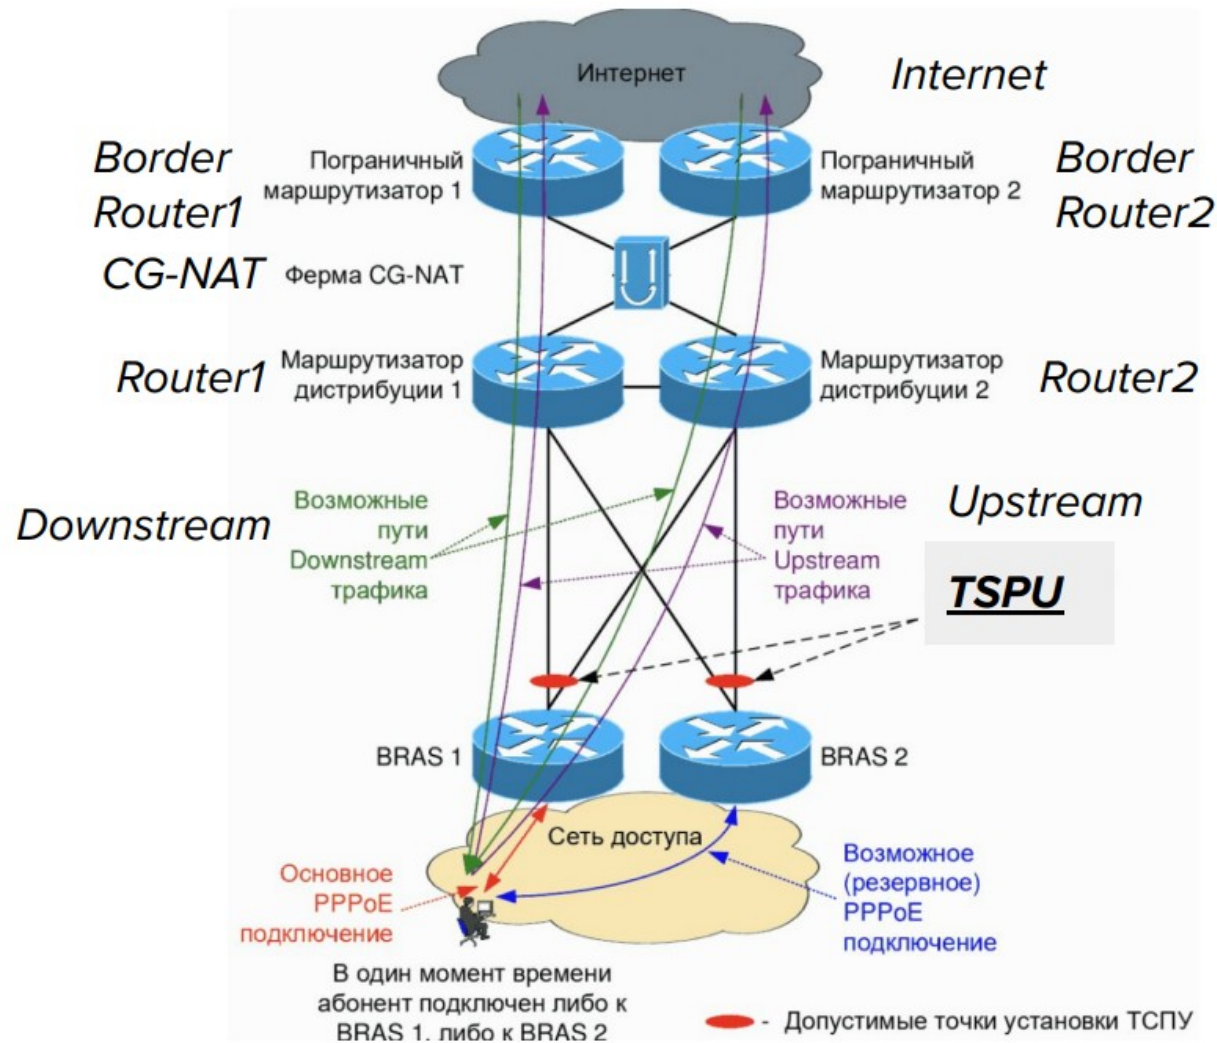 Интернет
Internet
Border
Router1
Пограничный
маршрутизатор 1
Пограничный
маршрутизатор 2
Border
Router2
CG-NAT
Ферма CG-NAT
Router1
Маршрутизатор
дистрибуции 1
Маршрутизатор
дистрибуции 2
Router2
Downstream
Возможные
пути
Downstream
трафика
Возможные
пути
Upstream
трафика
Upstream
TSPU
BRAS 1
BRAS 2
Сеть доступа
Основное
PPPoE
подключение
Возможное
(резервное)
PPPoE
подключение
В один момент времени
абонент подключен либо к
BRAS 1, либо к BRAS 2
- Допустимые точки установки ТСПУ